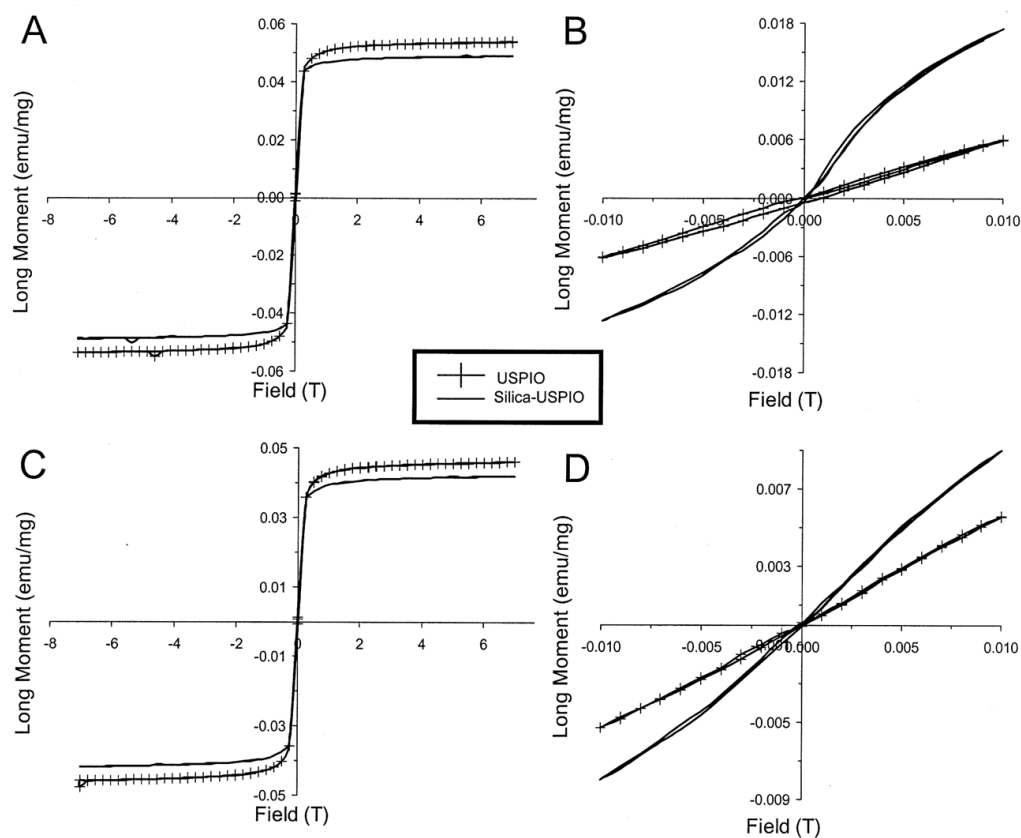 A
Long Moment (emu/mg)
0.06
0.04
0.02
0.00
-0.02
-0.04
-0.06
-8 -6 -4 -2 0 2 4 6
Field (T)
B
Long Moment (emu/mg)
0.018
0.012
0.006
0.000
-0.006
-0.012
-0.018
-0.010 -0.005 0.000 0.005 0.010
Field (T)
USPIO
Silica-USPIO
C
Long Moment (emu/mg)
0.05
0.03
0.01
-0.01
-0.03
-0.05
-8 -6 -4 -2 0 2 4 6
Field (T)
D
Long Moment (emu/mg)
0.007
0.003
-0.001
-0.005
-0.009
-0.010 -0.005 0.000 0.005 0.010
Field (T)